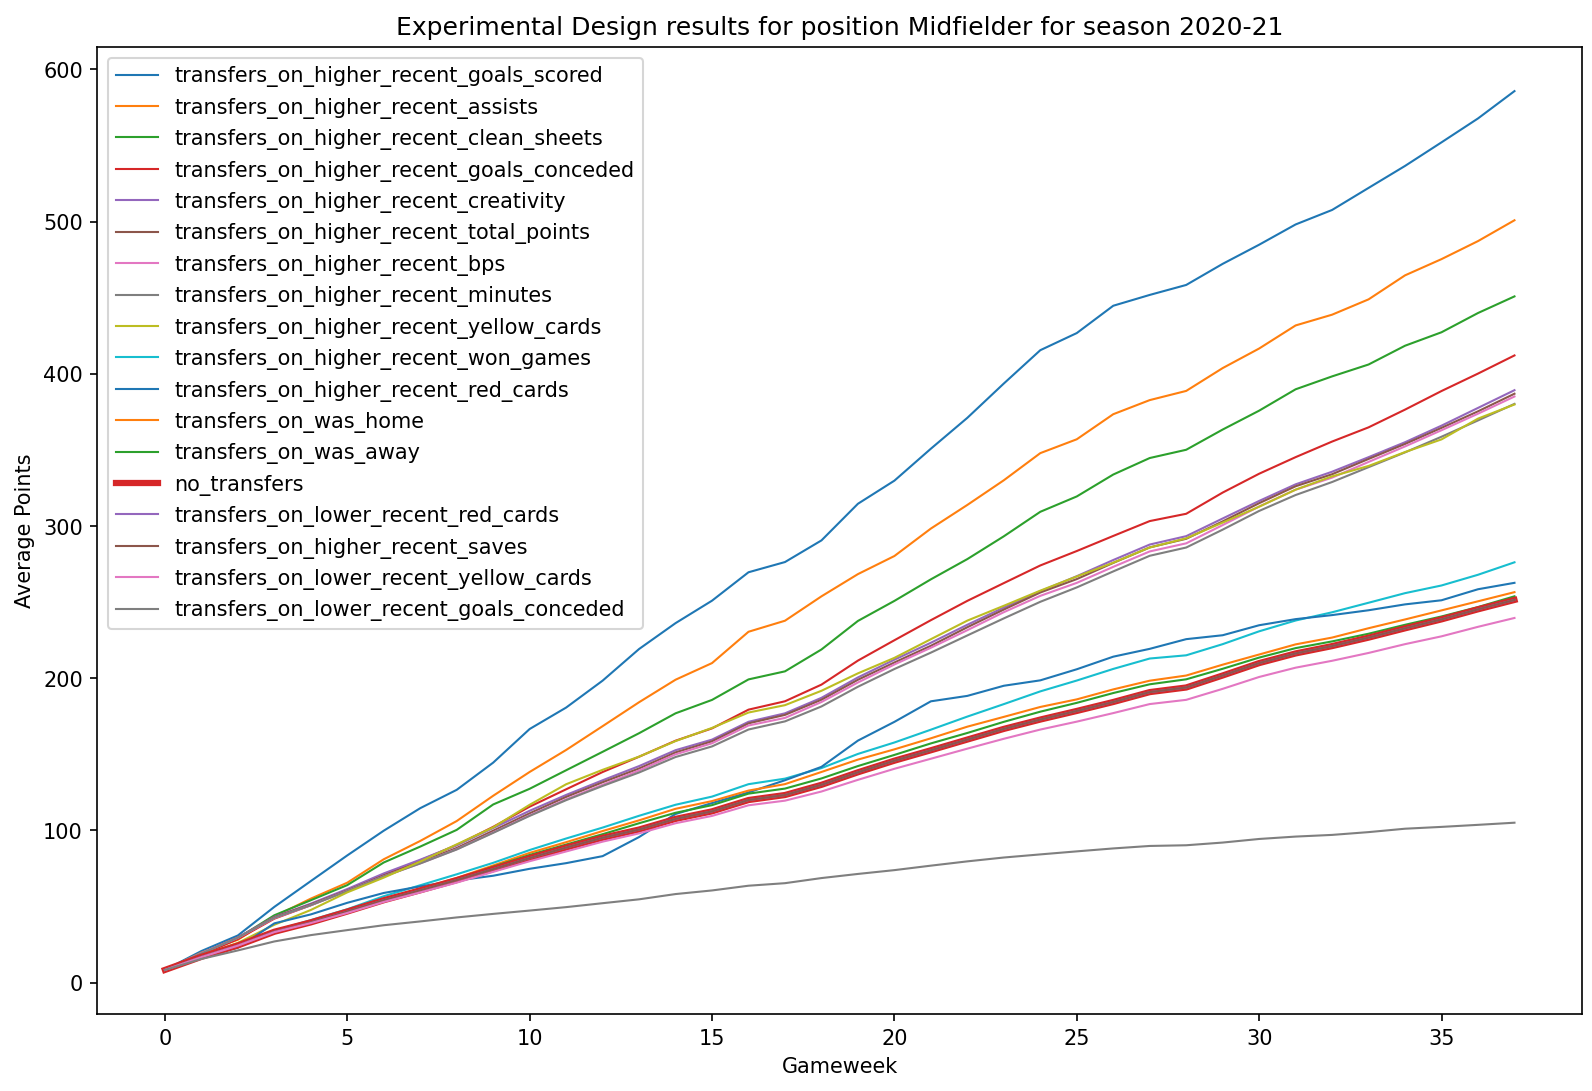 Experimental Design results for position Midfielder for season 2020-21
600
500
400
300
200
100
0
Average Points
transfers_on_higher_recent_goals_scored
transfers_on_higher_recent_assists
transfers_on_higher_recent_clean_sheets
transfers_on_higher_recent_goals_conceded
transfers_on_higher_recent_creativity
transfers_on_higher_recent_total_points
transfers_on_higher_recent_bps
transfers_on_higher_recent_minutes
transfers_on_higher_recent_yellow_cards
transfers_on_higher_recent_won_games
transfers_on_higher_recent_red_cards
transfers_on_was_home
transfers_on_was_away
no_transfers
transfers_on_lower_recent_red_cards
transfers_on_higher_recent_saves
transfers_on_lower_recent_yellow_cards
transfers_on_lower_recent_goals_conceded
0 5 10 15 20 25 30 35
Gameweek